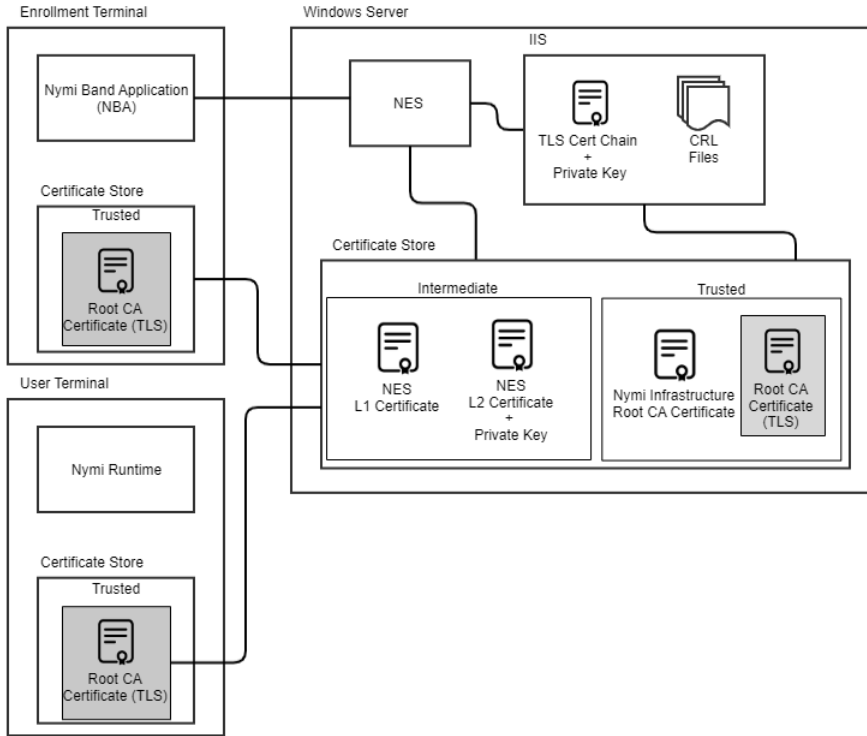 Enrollment Terminal
Nymi Band Application
(NBA)
Certificate Store
Trusted
Root CA
Certificate (TLS)
User Terminal
Nymi Runtime
Certificate Store
Trusted
Root CA
Certificate (TLS)
Windows Server
NES
IIS
TLS Cert Chain
+
Private Key
CRL
Files
Certificate Store
Intermediate
NES
L1 Certificate
NES
L2 Certificate
+
Private Key
Trusted
Nymi Infrastructure
Root CA Certificate
Root CA
Certificate
(TLS)